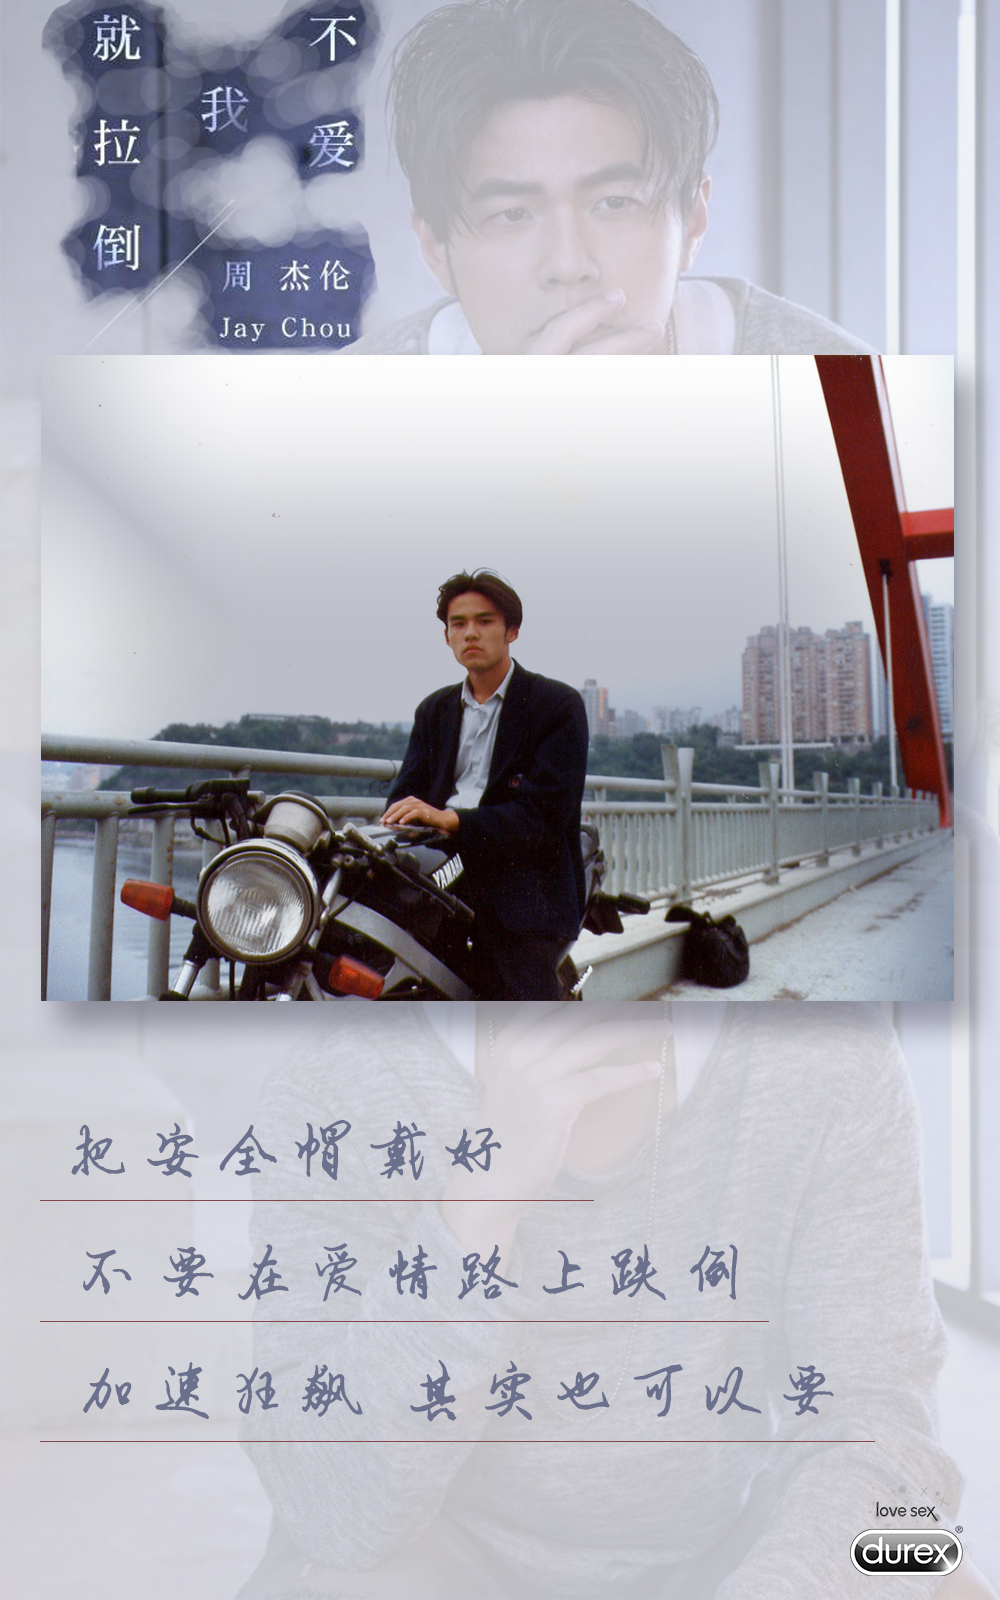 不爱
我
就拉倒
周杰伦
Jay Chou
YAMAHA
把安全帽戴好
不要在爱情路上跌倒
加速狂飙 其实也可以要
love sex
durex®